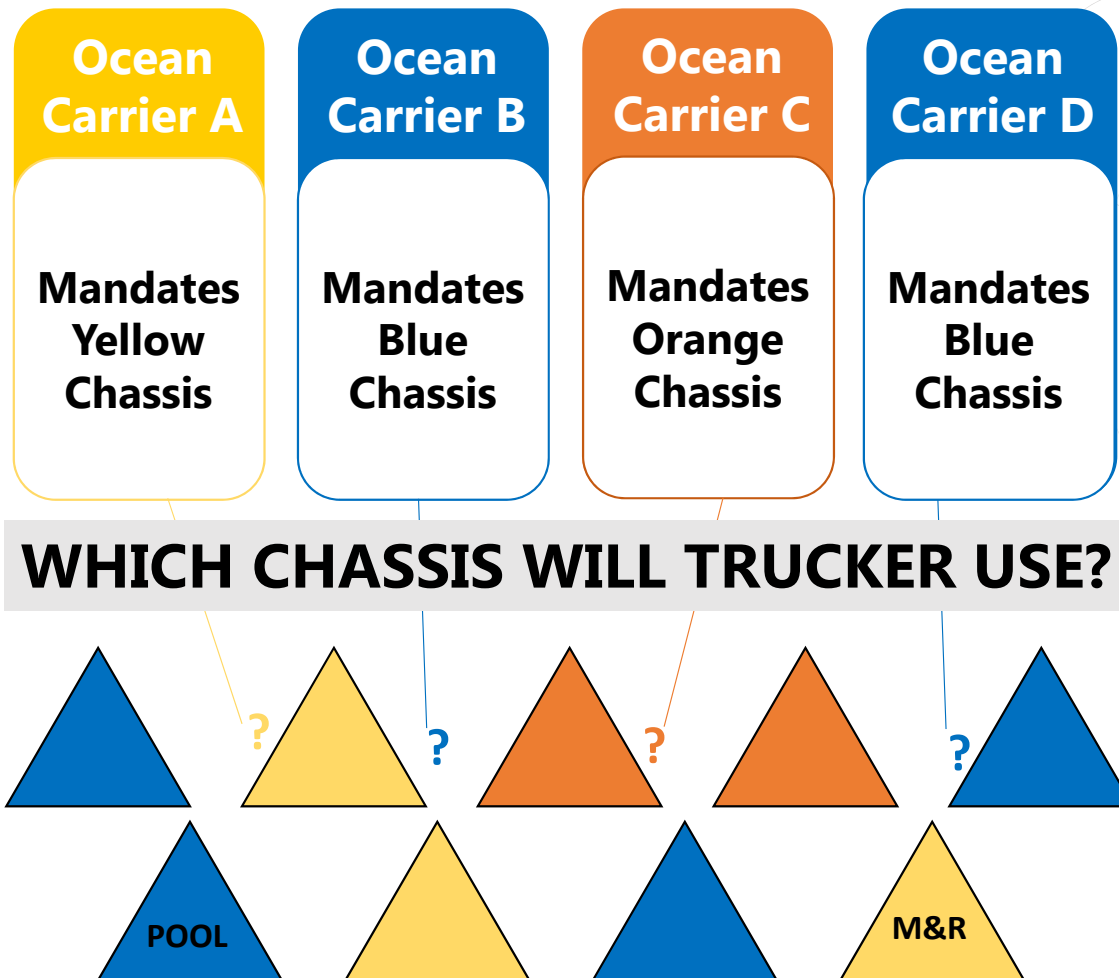 Ocean
Carrier A
Mandates
Yellow
Chassis
Ocean
Carrier B
Mandates
Blue
Chassis
Ocean
Carrier C
Mandates
Orange
Chassis
Ocean
Carrier D
Mandates
Blue
Chassis
WHICH CHASSIS WILL TRUCKER USE?
?
?
?
?
POOL
M&R